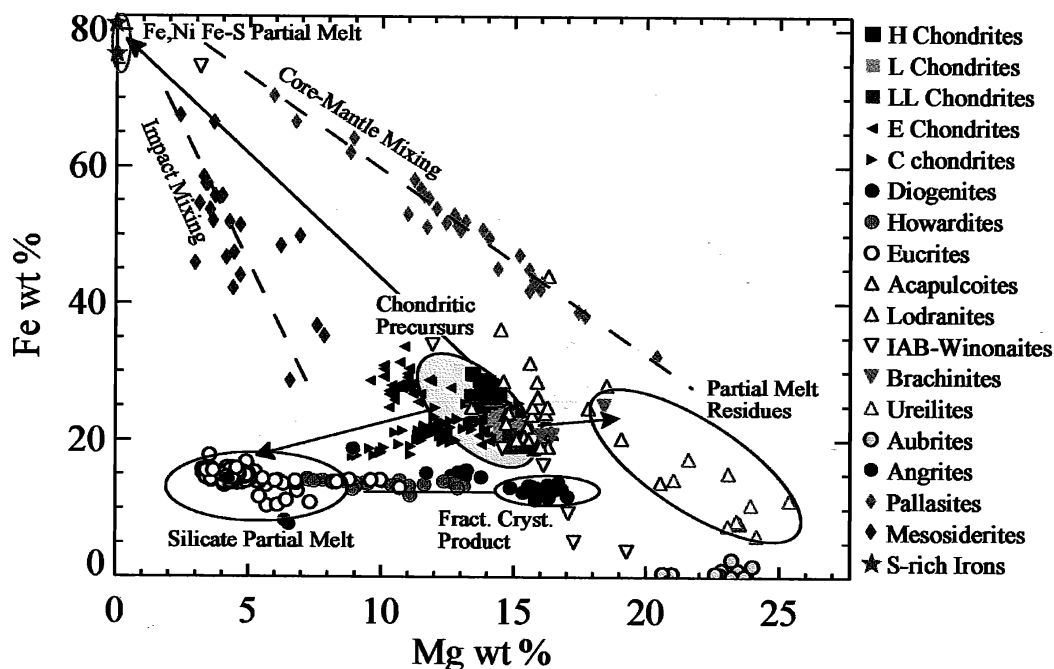 80
60
40
20
0
Fe wt %
0
5
10
15
20
25
Mg wt %
Fe,Ni Fe-S Partial Melt
Core-Mantle Mixing
Impact Mixing
Chondritic
Precursurs
Partial Melt
Residues
Silicate Partial Melt
Fract. Cryst.
Product
H Chondrites
L Chondrites
LL Chondrites
E Chondrites
C chondrites
Diogenites
Howardites
Eucrites
Acapulcoites
Lodranites
IAB-Winonaites
Brachinites
Ureilites
Aubrites
Angrites
Pallasites
Mesosiderites
S-rich Irons